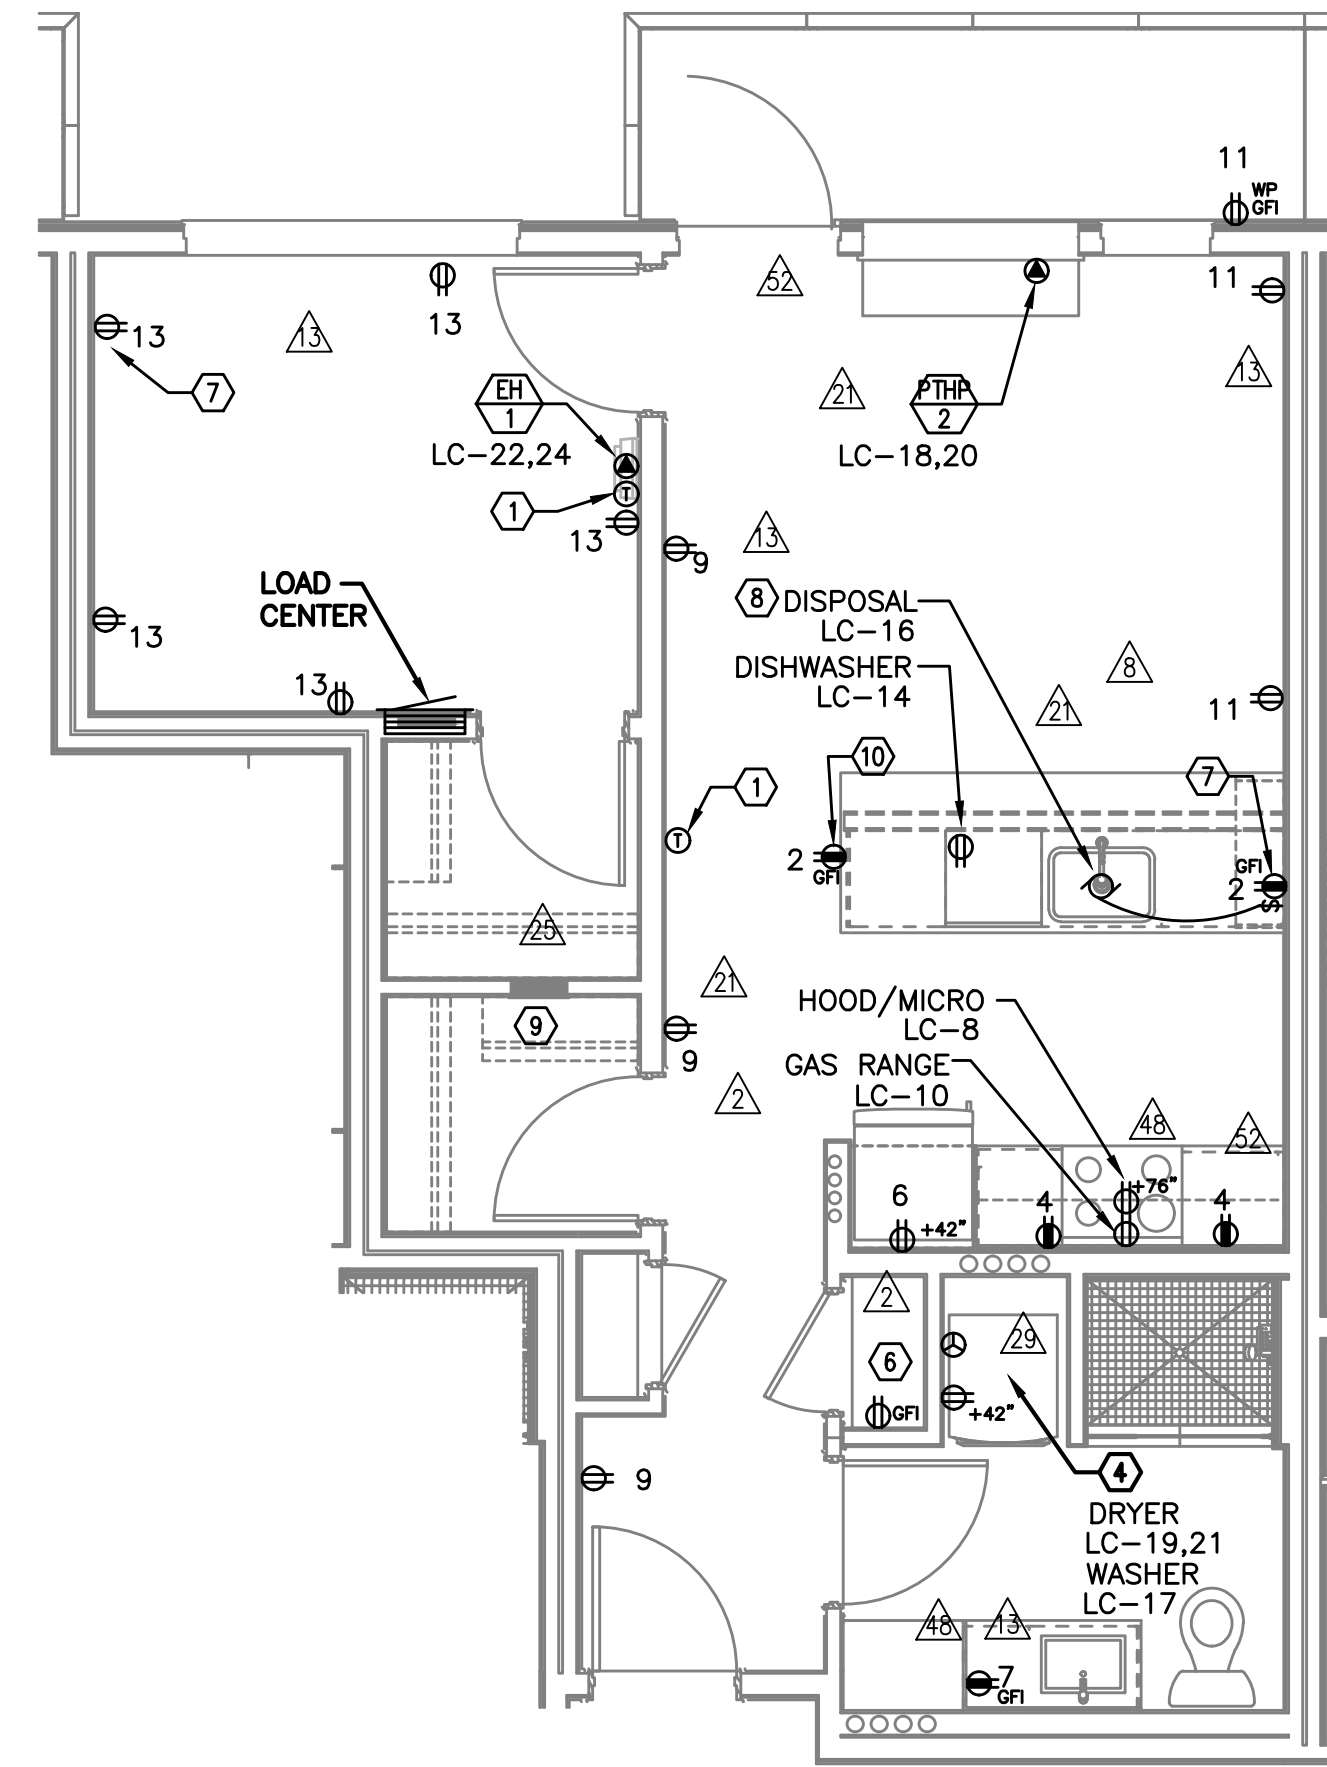 11
WP
GFI
52
11
13
13
13
13
7
21
PTHP
2
EH
1
LC-18,20
LC-22,24
1
T
13
13
9
LOAD
CENTER
8
DISPOSAL
LC-16
13
DISHWASHER
LC-14
8
21
13
11
10
7
1
T
2
GFI
GFI
2
S
25
21
HOOD/MICRO
LC-8
9
9
GAS RANGE
LC-10
2
48
52
+76"
6
4
4
+42"
2
29
6
GFI
+42"
9
4
DRYER
LC-19,21
WASHER
LC-17
48
13
7
GFI